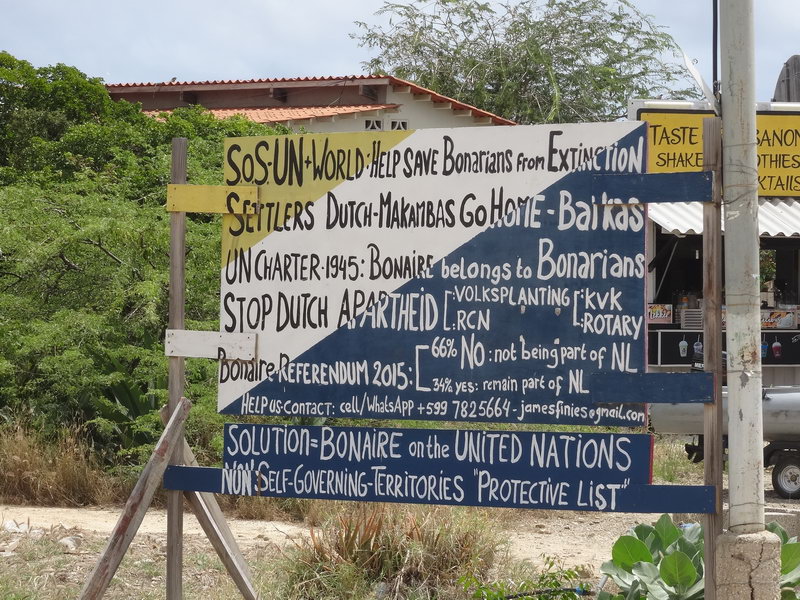 SOS-UN+WORLD: HELP SAVE BONARIANS FROM EXTINCTION
SETTLERS DUTCH-MAKAMBAS GO HOME - Bai kas
UN CHARTER-1945: BONAIRE belongs to BONARIANS
STOP DUTCH APARTHEID [:VOLKSPLANTING [:KVK
:RCN :ROTARY
Bonaire-REFERENDUM 2015: [66% NO: not being part of NL
34% yes: remain part of NL
HELP us-CONTACT: cell/WhatsApp +599 7825664 - jamesfinies@gmail.com
SOLUTION=BONAIRE on the UNITED NATIONS
"NON" SELF-GOVERNING-TERRITORIES "PROTECTIVE LIST"
TASTE
SHAKE